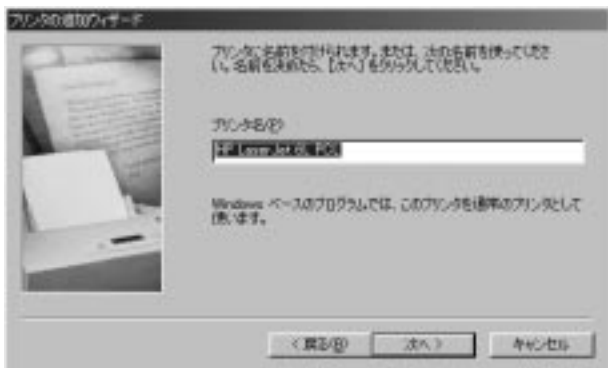 プリンタの追加ウィザード
プリンタに名前を付けられます。または、次の名前を使ってくださ
い。名前を決めたら、[次へ] をクリックしてください。
プリンタ名(P)
HP LaserJet 6L PCL
Windows ベースのプログラムでは、このプリンタを通常のプリンタとして
使います。
< 戻る(B)
次へ >
キャンセル